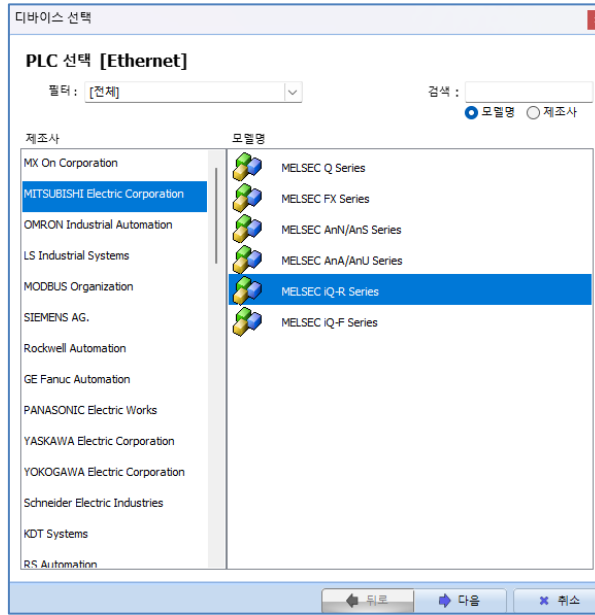 디바이스 선택
PLC 선택 [Ethernet]
필터 : [전체]
검색 :
모델명 제조사
제조사
MX On Corporation
MITSUBISHI Electric Corporation
OMRON Industrial Automation
LS Industrial Systems
MODBUS Organization
SIEMENS AG.
Rockwell Automation
GE Fanuc Automation
PANASONIC Electric Works
YASKAWA Electric Corporation
YOKOGAWA Electric Corporation
Schneider Electric Industries
KDT Systems
RS Automation
모델명
MELSEC Q Series
MELSEC FX Series
MELSEC AnN/AnS Series
MELSEC AnA/AnU Series
MELSEC iQ-R Series
MELSEC iQ-F Series
뒤로 다음 취소